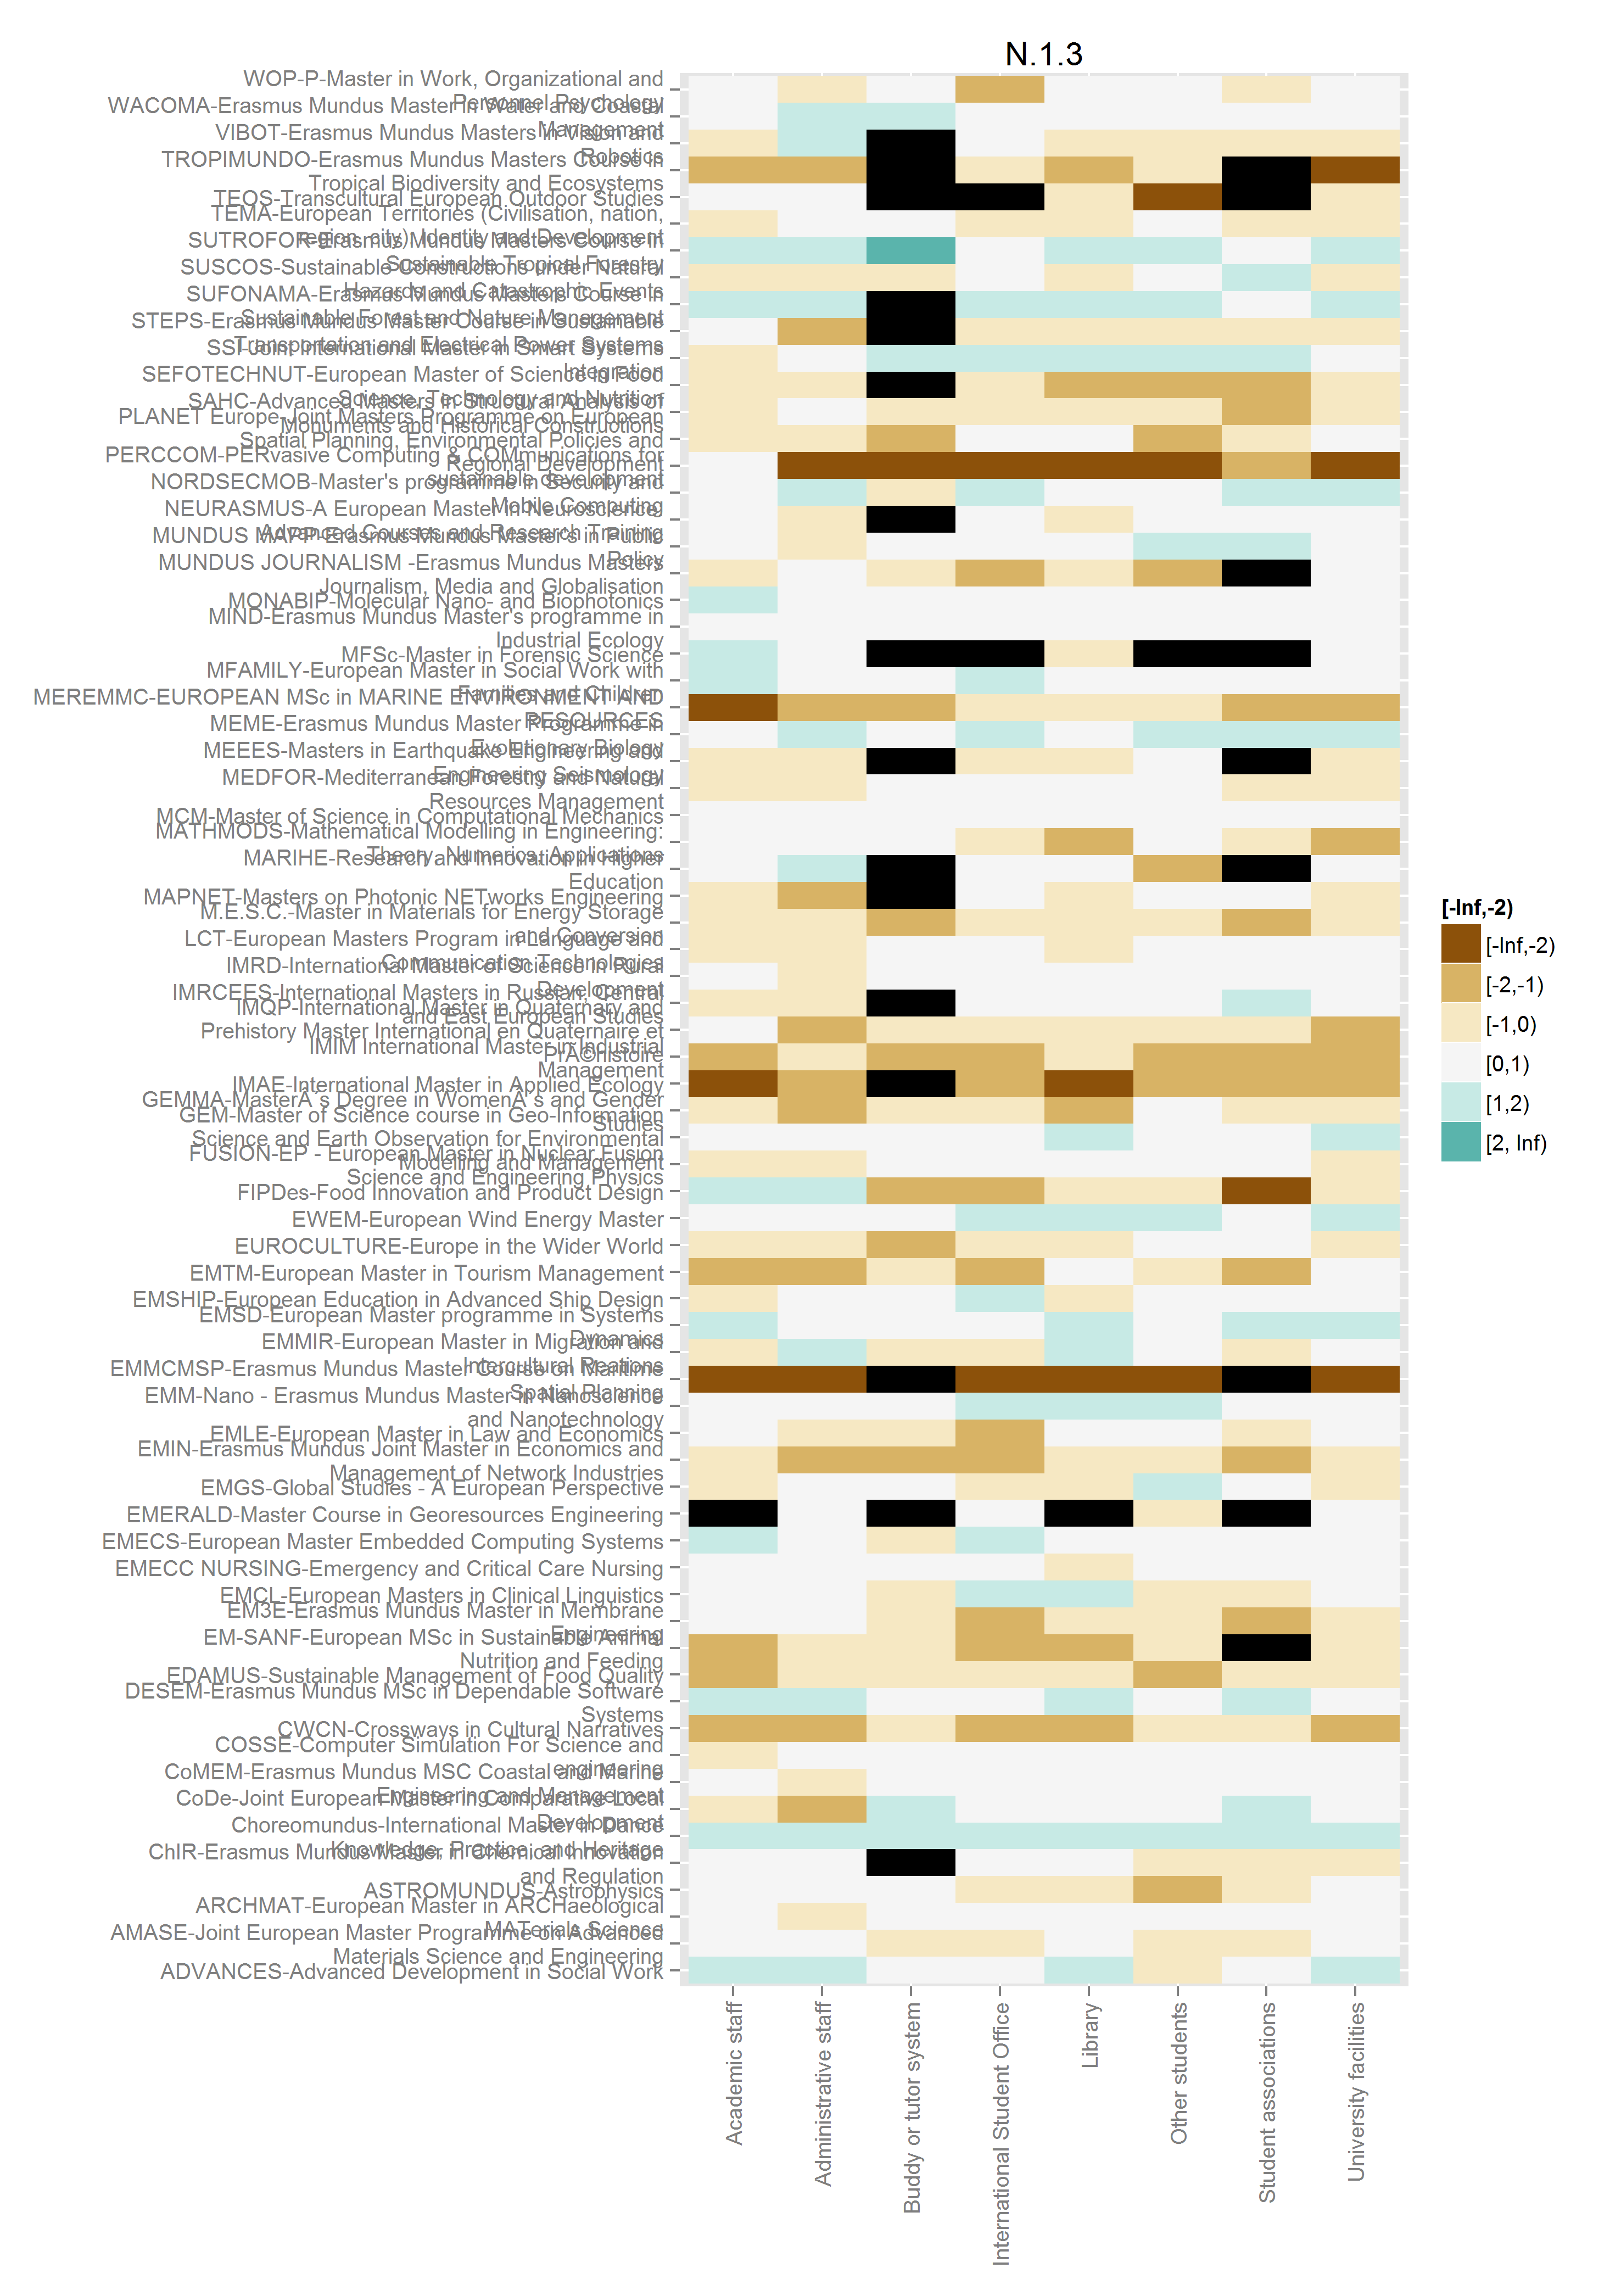 N.1.3
WOP-P-Master in Work, Organizational and
Personnel Psychology
WACOMA-Erasmus Mundus Master in Water and Coastal
Management
VIBOT-Erasmus Mundus Masters in Vision and
Robotics
TROPIMUNDO-Erasmus Mundus Masters Course in
Tropical Biodiversity and Ecosystems
TEOS-Transcultural European Outdoor Studies
TEMA-European Territories (Civilisation, nation,
region, city), Identity and Development
SUTROFOR-Erasmus Mundus Masters Course in
Sustainable Tropical Forestry
SUSCOS-Sustainable Constructions under Natural
Hazards and Catastrophic Events
SUFONAMA-Erasmus Mundus Masters Course in
Sustainable Forest and Nature Management
STEPS-Erasmus Mundus Master Course in Sustainable
Transportation and Electrical Power Systems
SSI-Joint International Master in Smart Systems
Integration
SEFOTECHNUT-European Master of Science in Food
Science, Technology and Nutrition
SAHC-Advanced Masters in Structural Analysis of
Monuments and Historical Constructions
PLANET Europe-Joint Masters Programme on European
Spatial Planning, Environmental Policies and
Regional Development
PERCCOM-PERvasive Computing & COMmunications for
sustainable development
NORDSECMOB-Master's programme in Security and
Mobile Computing
NEURASMUS-A European Master in Neuroscience:
Advanced Courses and Research Training
MUNDUS MAPP-Erasmus Mundus Master's in Public
Policy
MUNDUS JOURNALISM -Erasmus Mundus Masters
Journalism, Media and Globalisation
MONABIP-Molecular Nano- and Biophotonics
MIND-Erasmus Mundus Master's programme in
Industrial Ecology
MFSc-Master in Forensic Science
MFAMILY-European Master in Social Work with
Families and Children
MEREMMC-EUROPEAN MSc in MARINE ENVIRONMENT AND
RESOURCES
MEME-Erasmus Mundus Master Programme in
Evolutionary Biology
MEEES-Masters in Earthquake Engineering and
Engineering Seismology
MEDFOR-Mediterranean Forestry and Natural
Resources Management
MCM-Master of Science in Computational Mechanics
MATHMODS-Mathematical Modelling in Engineering:
Theory, Numerics, Applications
MARIHE-Research and Innovation in Higher
Education
MAPNET-Masters on Photonic NETworks Engineering
M.E.S.C.-Master in Materials for Energy Storage
and Conversion
LCT-European Masters Program in Language and
Communication Technologies
IMRD-International Master of Science in Rural
Development
IMRCEES-International Masters in Russian, Central
and East European Studies
IMQP-International Master in Quaternary and
Prehistory Master International en Quaternaire et
PrÃ©histoire
IMIM International Master in Industrial
Management
IMAE-International Master in Applied Ecology
GEMMA-MasterÂ´s Degree in WomenÂ´s and Gender
Studies
GEM-Master of Science course in Geo-Information
Science and Earth Observation for Environmental
Modelling and Management
FUSION-EP - European Master in Nuclear Fusion
Science and Engineering Physics
FIPDes-Food Innovation and Product Design
EWEM-European Wind Energy Master
EUROCULTURE-Europe in the Wider World
EMTM-European Master in Tourism Management
EMSHIP-European Education in Advanced Ship Design
EMSD-European Master programme in Systems
Dynamics
EMMIR-European Master in Migration and
Intercultural Reations
EMMCMSP-Erasmus Mundus Master Course on Maritime
Spatial Planning
EMM-Nano - Erasmus Mundus Master in Nanoscience
and Nanotechnology
EMLE-European Master in Law and Economics
EMIN-Erasmus Mundus Joint Master in Economics and
Management of Network Industries
EMGS-Global Studies - A European Perspective
EMERALD-Master Course in Georesources Engineering
EMECS-European Master Embedded Computing Systems
EMECC NURSING-Emergency and Critical Care Nursing
EMCL-European Masters in Clinical Linguistics
EM3E-Erasmus Mundus Master in Membrane
Engineering
EM-SANF-European MSc in Sustainable Animal
Nutrition and Feeding
EDAMUS-Sustainable Management of Food Quality
DESEM-Erasmus Mundus MSc in Dependable Software
Systems
CWCN-Crossways in Cultural Narratives
COSSE-Computer Simulation For Science and
engineering
CoMEM-Erasmus Mundus MSC Coastal and Marine
Engineering and Management
CoDe-Joint European Master in Comparative Local
Development
Choreomundus-International Master in Dance
Knowledge, Practice, and Heritage
ChIR-Erasmus Mundus Master in Chemical Innovation
and Regulation
ASTROMUNDUS-Astrophysics
ARCHMAT-European Master in ARCHaeological
MATerials Science
AMASE-Joint European Master Programme on Advanced
Materials Science and Engineering
ADVANCES-Advanced Development in Social Work
Academic staff
Administrative staff
Buddy or tutor system
International Student Office
Library
Other students
Student associations
University facilities
[-Inf,-2)
[-Inf,-2)
[-2,-1)
[-1,0)
[0,1)
[1,2)
[2, Inf)